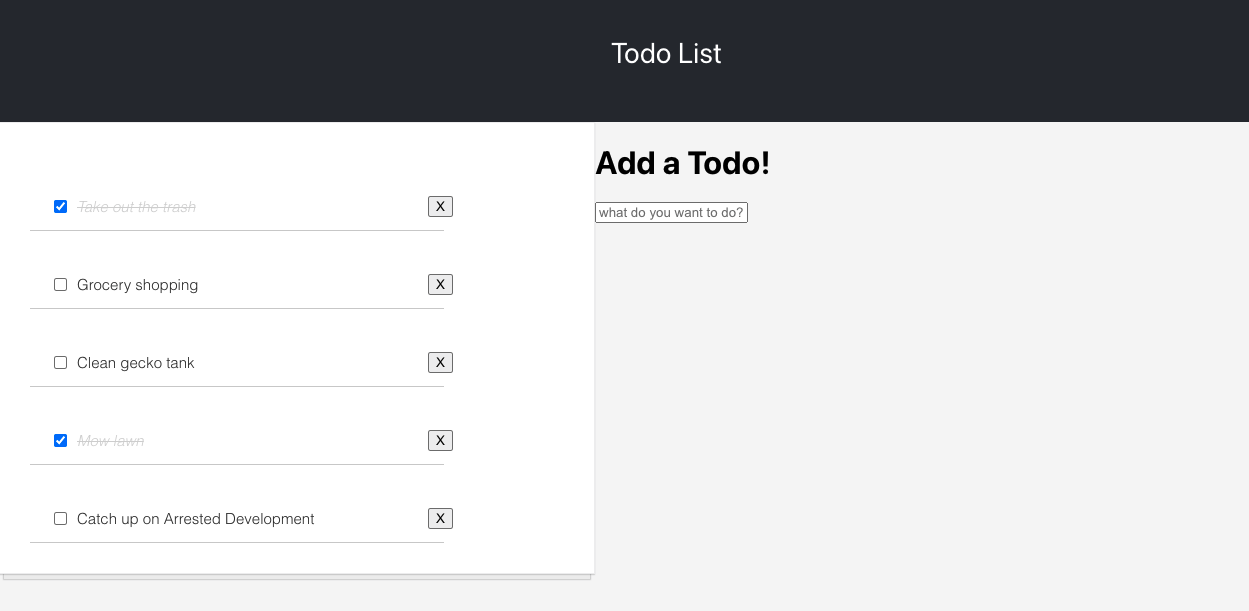 Todo List
Add a Todo!
what do you want to do?
Take out the trash X
Grocery shopping X
Clean gecko tank X
Mow lawn X
Catch up on Arrested Development X